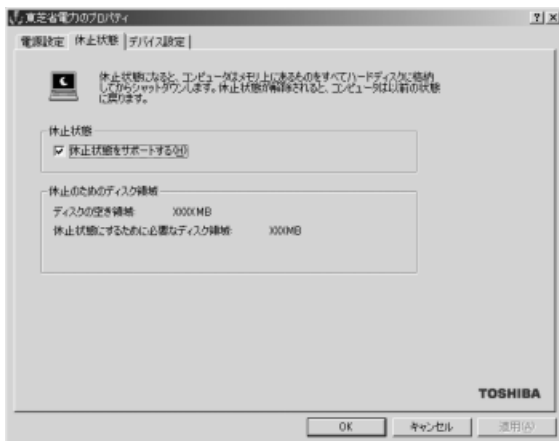 東芝省電力のプロパティ
電源設定 休止状態 デバイス設定
休止状態になると、コンピュータはメモリ上にあるものをすべてハードディスクに格納
してからシャットダウンします。休止状態が解除されると、コンピュータは以前の状態
に戻ります。
休止状態
休止状態をサポートする(H)
休止のためのディスク領域
ディスクの空き領域: XXXXMB
休止状態にするために必要なディスク領域: XXXMB
TOSHIBA
OK キャンセル 適用(A)